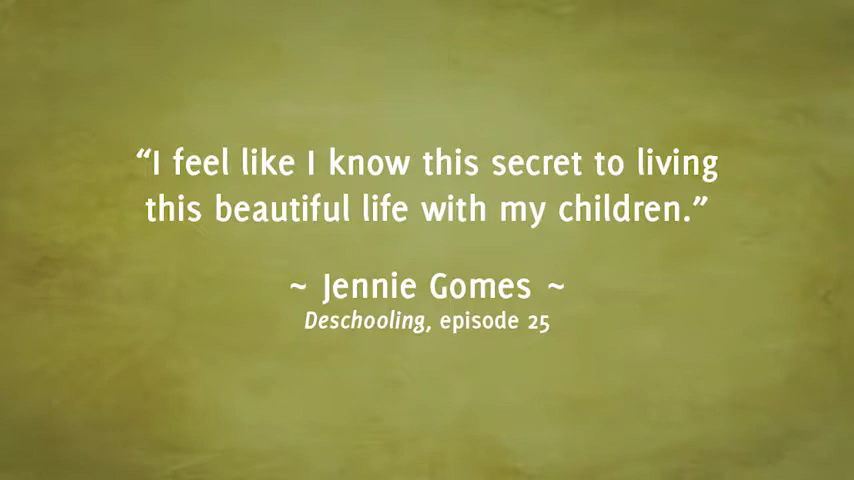 “I feel like I know this secret to living
this beautiful life with my children.”
~ Jennie Gomes ~
Deschooling, episode 25